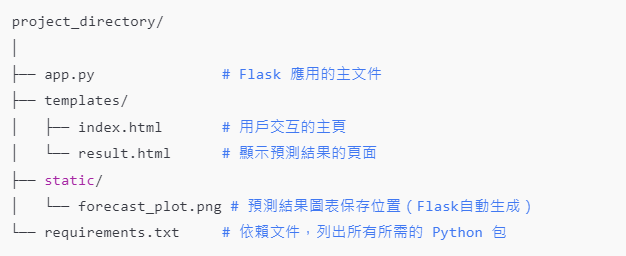 project_directory/
│
├── app.py                # Flask 應用的主文件
├── templates/
│   ├── index.html        # 用戶交互的主頁
│   └── result.html       # 顯示預測結果的頁面
├── static/
│   └── forecast_plot.png # 預測結果圖表保存位置（Flask自動生成）
└── requirements.txt      # 依賴文件，列出所有所需的 Python 包